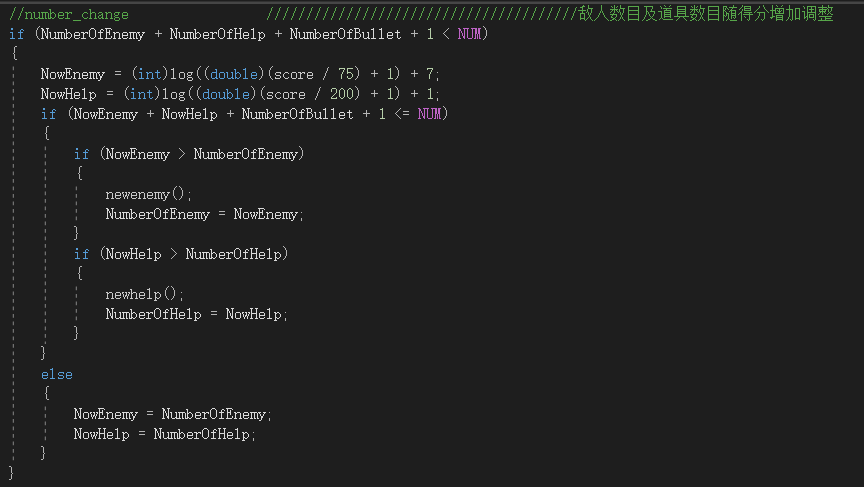 //number_change                 ///////////////////////////////////////敌人数目及道具数目随得分增加调整
if (NumberOfEnemy + NumberOfHelp + NumberOfBullet + 1 < NUM)
{
    NowEnemy = (int)log((double)(score / 75) + 1) + 7;
    NowHelp = (int)log((double)(score / 200) + 1) + 1;
    if (NowEnemy + NowHelp + NumberOfBullet + 1 <= NUM)
    {
        if (NowEnemy > NumberOfEnemy)
        {
            newenemy();
            NumberOfEnemy = NowEnemy;
        }
        if (NowHelp > NumberOfHelp)
        {
            newhelp();
            NumberOfHelp = NowHelp;
        }
    }
    else
    {
        NowEnemy = NumberOfEnemy;
        NowHelp = NumberOfHelp;
    }
}